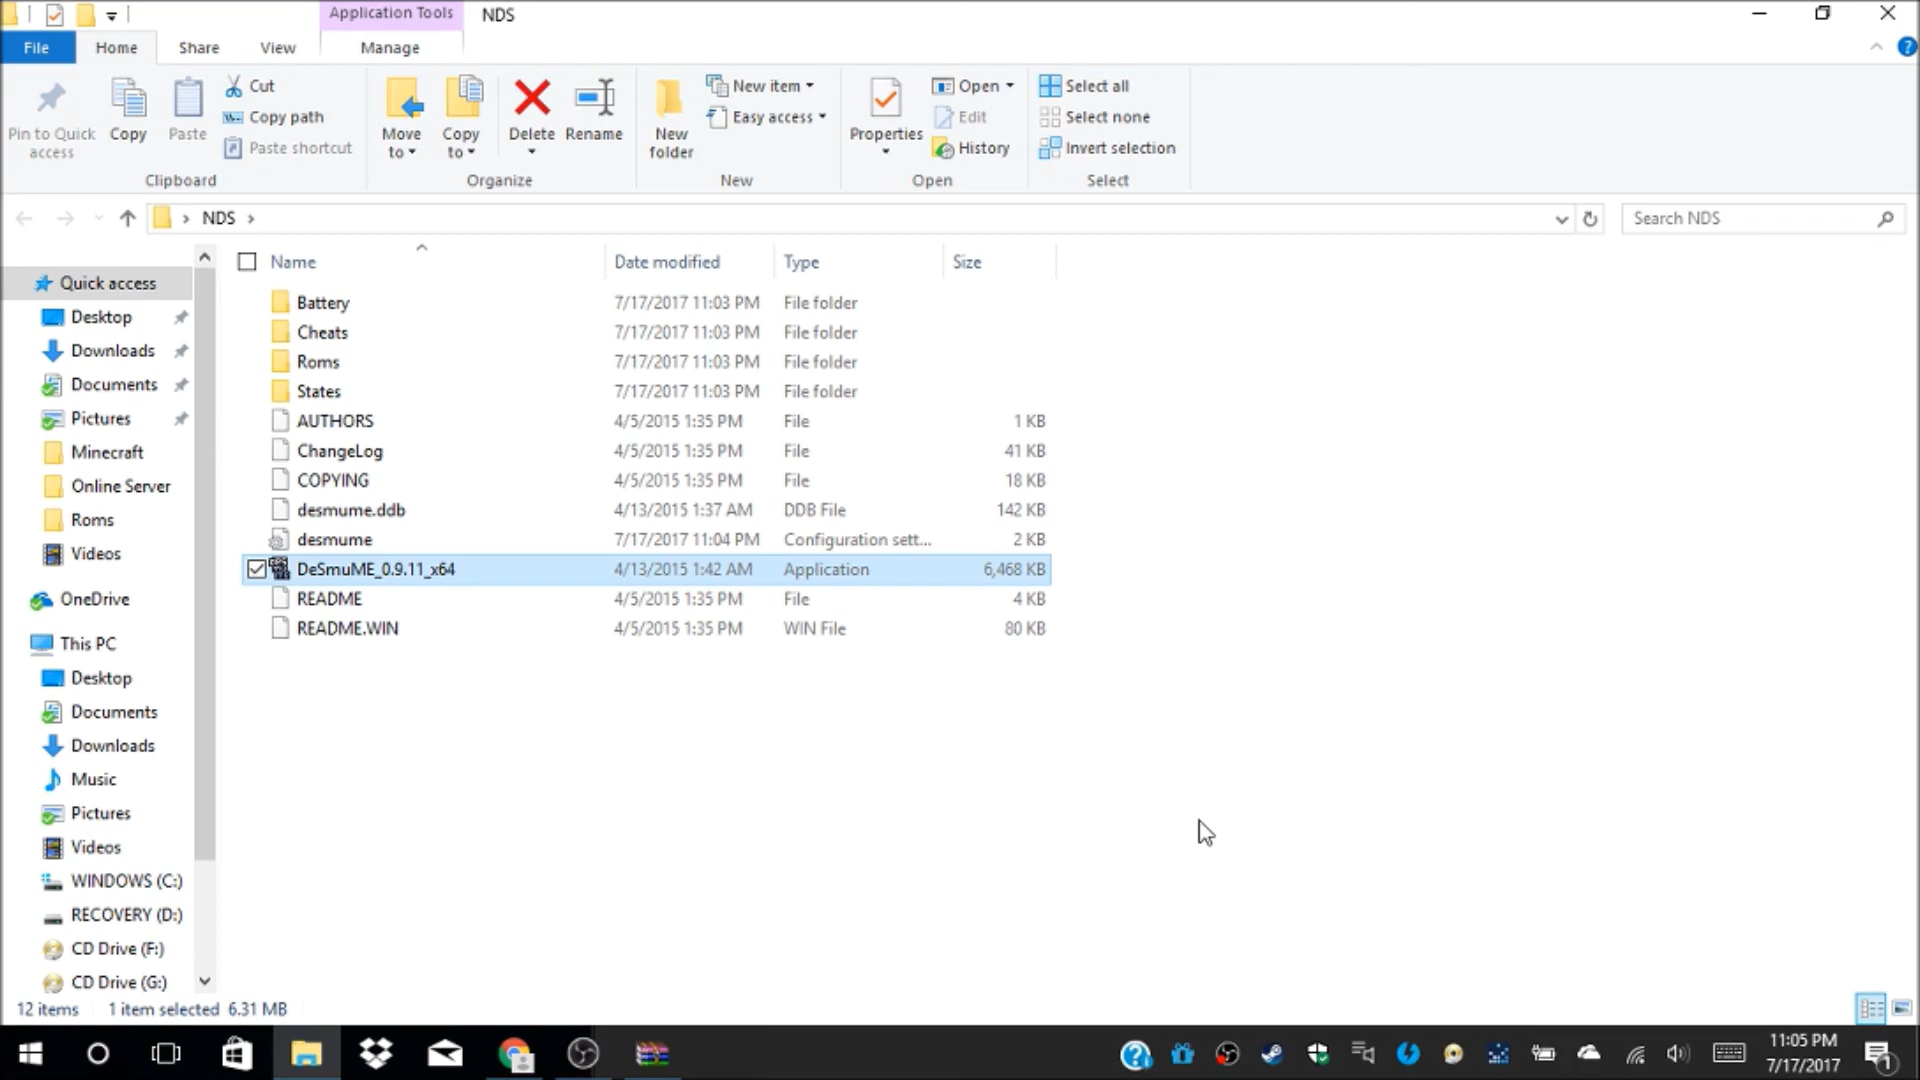 Application Tools
NDS
File
Home
Share
View
Manage
Pin to Quick access
Copy
Paste
Cut
Copy path
Paste shortcut
Clipboard
Move to
Copy to
Delete
Rename
Organize
New folder
New item
Easy access
New
Properties
Open
Edit
History
Open
Select all
Select none
Invert selection
Select
NDS
Search NDS
Name Date modified Type Size
Battery 7/17/2017 11:03 PM File folder
Cheats 7/17/2017 11:03 PM File folder
Roms 7/17/2017 11:03 PM File folder
States 7/17/2017 11:03 PM File folder
AUTHORS 4/5/2015 1:35 PM File 1 KB
ChangeLog 4/5/2015 1:35 PM File 41 KB
COPYING 4/5/2015 1:35 PM File 18 KB
desmume.ddb 4/13/2015 1:37 AM DDB File 142 KB
desmume 7/17/2017 11:04 PM Configuration sett... 2 KB
DeSmuME_0.9.11_x64 4/13/2015 1:42 AM Application 6,468 KB
README 4/5/2015 1:35 PM File 4 KB
README.WIN 4/5/2015 1:35 PM WIN File 80 KB
Quick access
Desktop
Downloads
Documents
Pictures
Minecraft
Online Server
Roms
Videos
OneDrive
This PC
Desktop
Documents
Downloads
Music
Pictures
Videos
WINDOWS (C:)
RECOVERY (D:)
CD Drive (F:)
CD Drive (G:)
12 items 1 item selected 6.31 MB
11:05 PM
7/17/2017
1